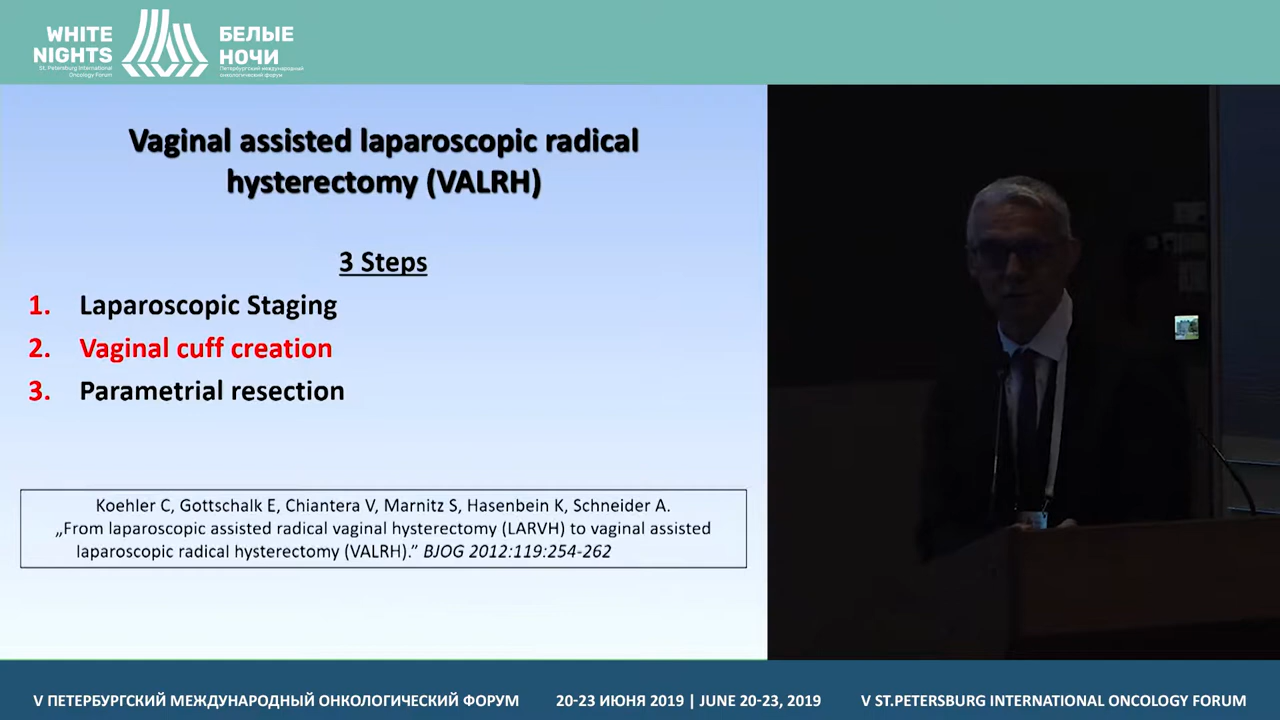 WHITE
NIGHTS
St. Petersburg International
Oncology Forum
БЕЛЫЕ
НОЧИ
Петербургский международный
онкологический форум
Vaginal assisted laparoscopic radical
hysterectomy (VALRH)
3 Steps
1. Laparoscopic Staging
2. Vaginal cuff creation
3. Parametrial resection
Koehler C, Gottschalk E, Chiantera V, Marnitz S, Hasenbein K, Schneider A.
„From laparoscopic assisted radical vaginal hysterectomy (LARVH) to vaginal assisted
laparoscopic radical hysterectomy (VALRH).” BJOG 2012:119:254-262
V ПЕТЕРБУРГСКИЙ МЕЖДУНАРОДНЫЙ ОНКОЛОГИЧЕСКИЙ ФОРУМ 20-23 ИЮНЯ 2019 | JUNE 20-23, 2019 V ST.PETERSBURG INTERNATIONAL ONCOLOGY FORUM